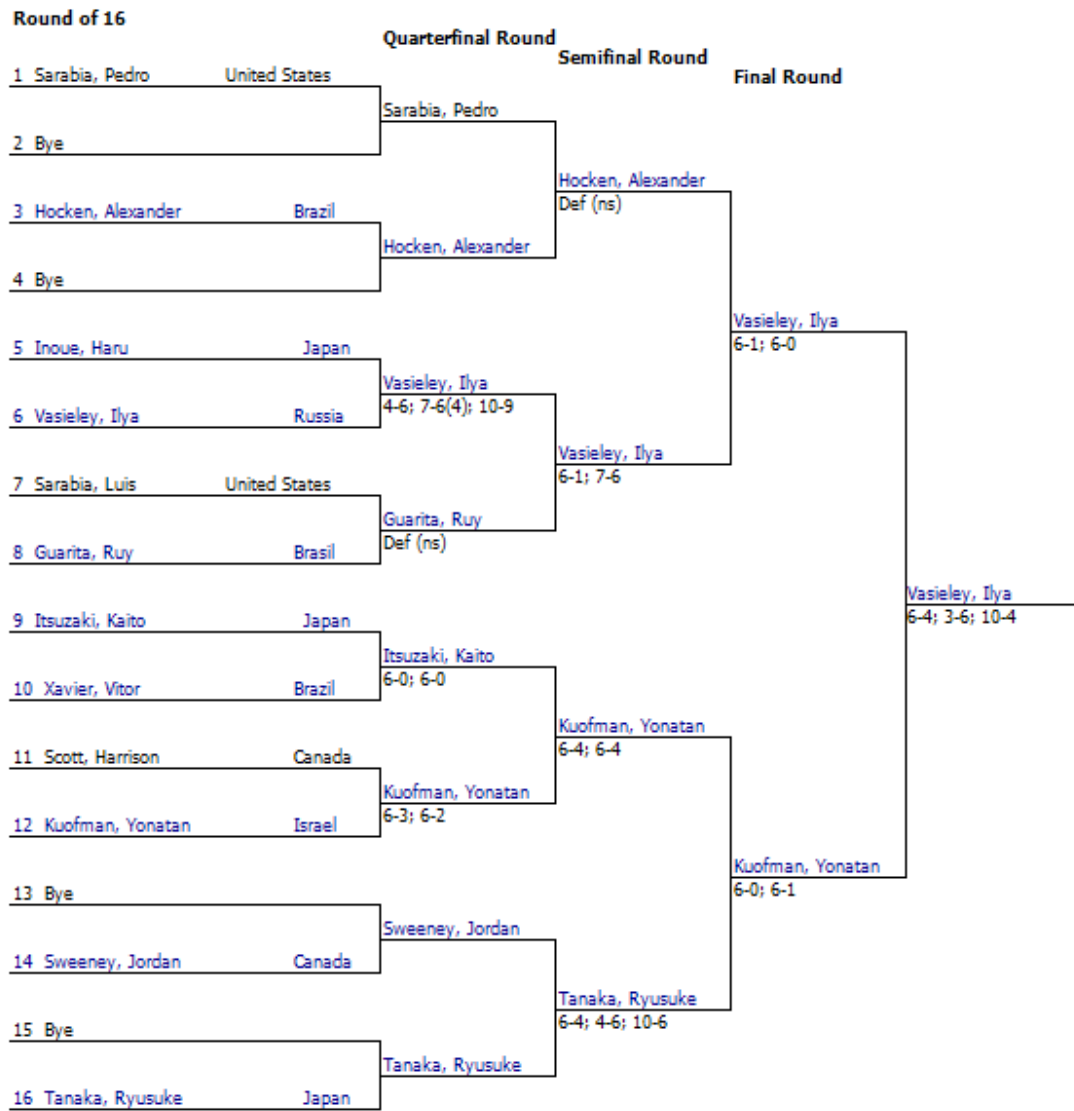 Round of 16
Quarterfinal Round
Semifinal Round
Final Round
1 Sarabia, Pedro United States
Sarabia, Pedro
2 Bye
Hocken, Alexander
Def (ns)
3 Hocken, Alexander Brazil
Hocken, Alexander
4 Bye
Vasieley, Ilya
6-1; 6-0
5 Inoue, Haru Japan
Vasieley, Ilya
4-6; 7-6(4); 10-9
6 Vasieley, Ilya Russia
Vasieley, Ilya
6-1; 7-6
7 Sarabia, Luis United States
Guarita, Ruy
Def (ns)
8 Guarita, Ruy Brasil
Vasieley, Ilya
6-4; 3-6; 10-4
9 Itsuzaki, Kaito Japan
Itsuzaki, Kaito
6-0; 6-0
10 Xavier, Vitor Brazil
Kuofman, Yonatan
6-4; 6-4
11 Scott, Harrison Canada
Kuofman, Yonatan
6-3; 6-2
12 Kuofman, Yonatan Israel
Kuofman, Yonatan
6-0; 6-1
13 Bye
Sweeney, Jordan
14 Sweeney, Jordan Canada
Tanaka, Ryusuke
6-4; 4-6; 10-6
15 Bye
Tanaka, Ryusuke
16 Tanaka, Ryusuke Japan